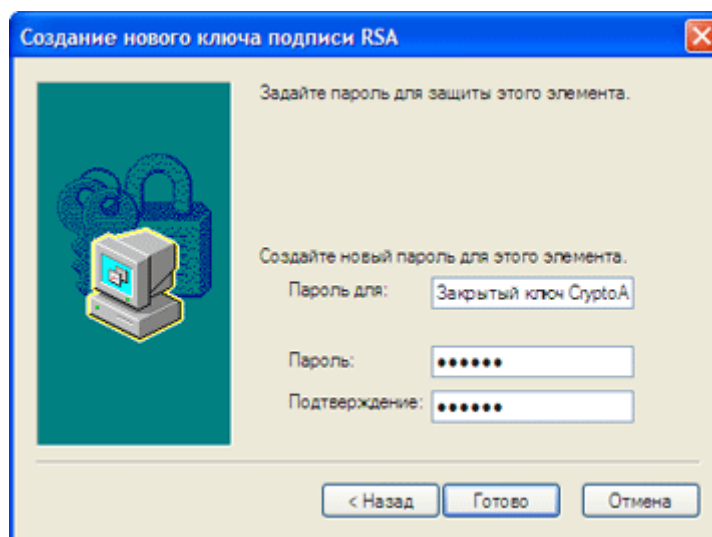 Создание нового ключа подписи RSA
Задайте пароль для защиты этого элемента.
Создайте новый пароль для этого элемента.
Пароль для: Закрытый ключ CryptoA
Пароль: ••••••
Подтверждение: ••••••
< Назад Готово Отмена